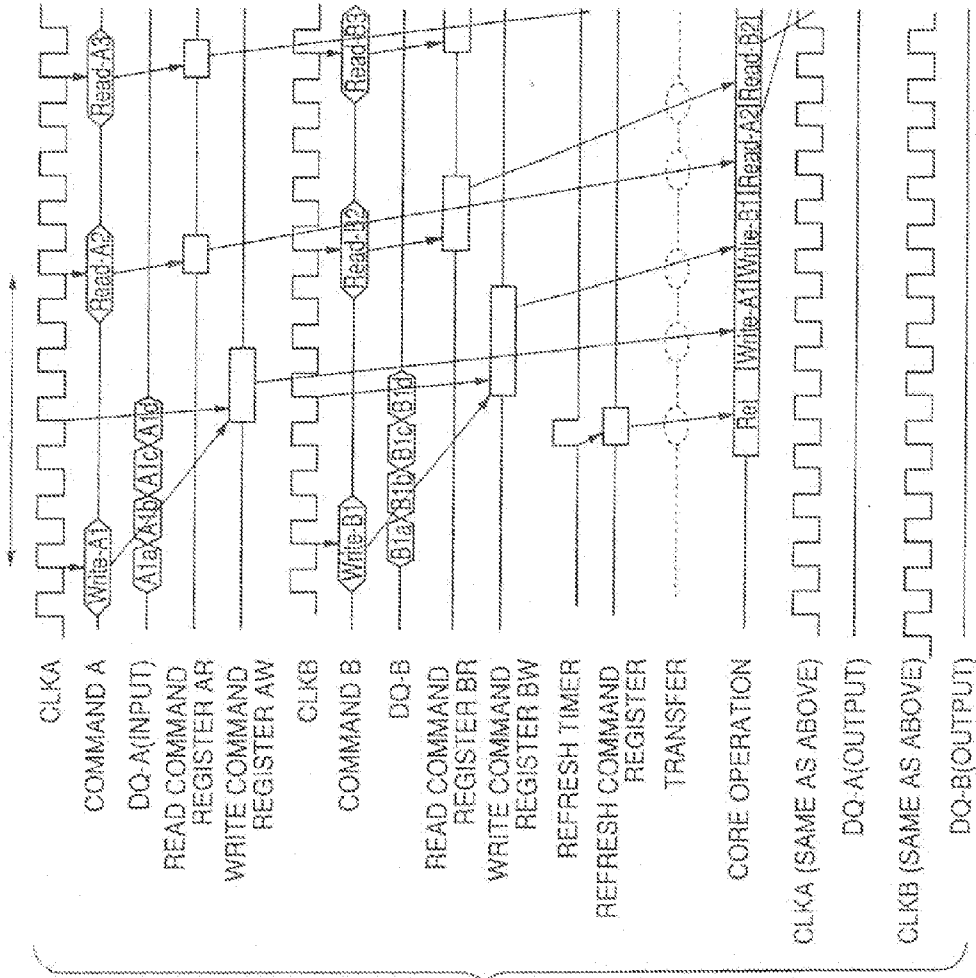 CLKA
COMMAND A
Write-A1 Read-A2 Read-A3
DQ-A(INPUT)
A1a A1b A1c A1d
READ COMMAND
REGISTER AR
WRITE COMMAND
REGISTER AW
CLKB
COMMAND B
Write-B1 Read-B2 Read-B3
DQ-B
B1a B1b B1c B1d
READ COMMAND
REGISTER BR
WRITE COMMAND
REGISTER BW
REFRESH TIMER
REFRESH COMMAND
REGISTER
TRANSFER
CORE OPERATION
Ref. Write-A1 Write-B1 Read-A2 Read-B2
CLKA (SAME AS ABOVE)
DQ-A(OUTPUT)
CLKB (SAME AS ABOVE)
DQ-B(OUTPUT)